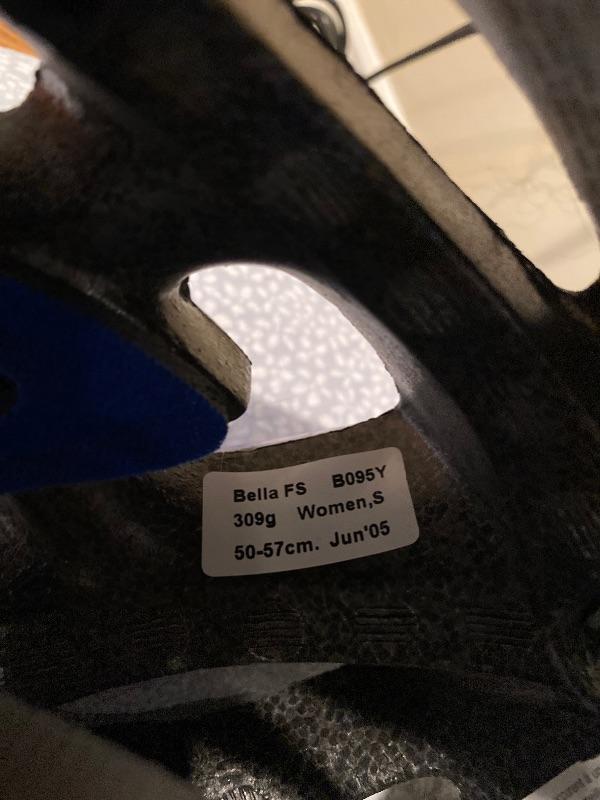 Bella FS B095Y
309g Women,S
50-57cm. Jun'05